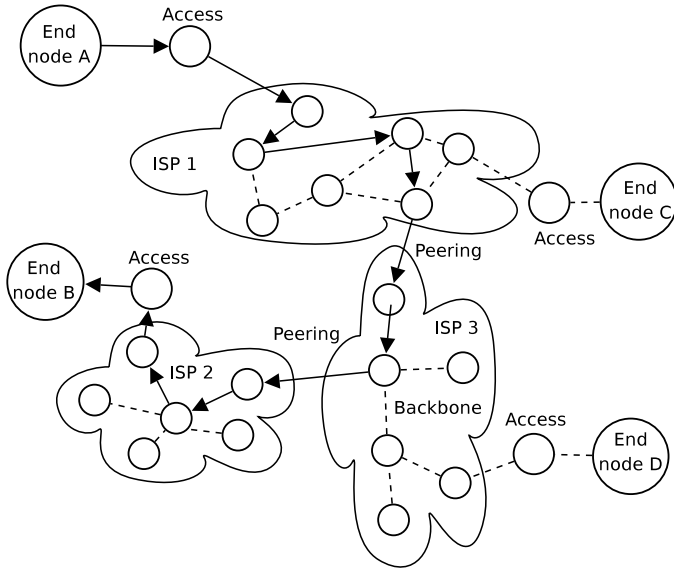 End
node A
Access
ISP 1
End
node C
Access
Peering
End
node B
Access
Peering
ISP 3
ISP 2
Backbone
Access
End
node D